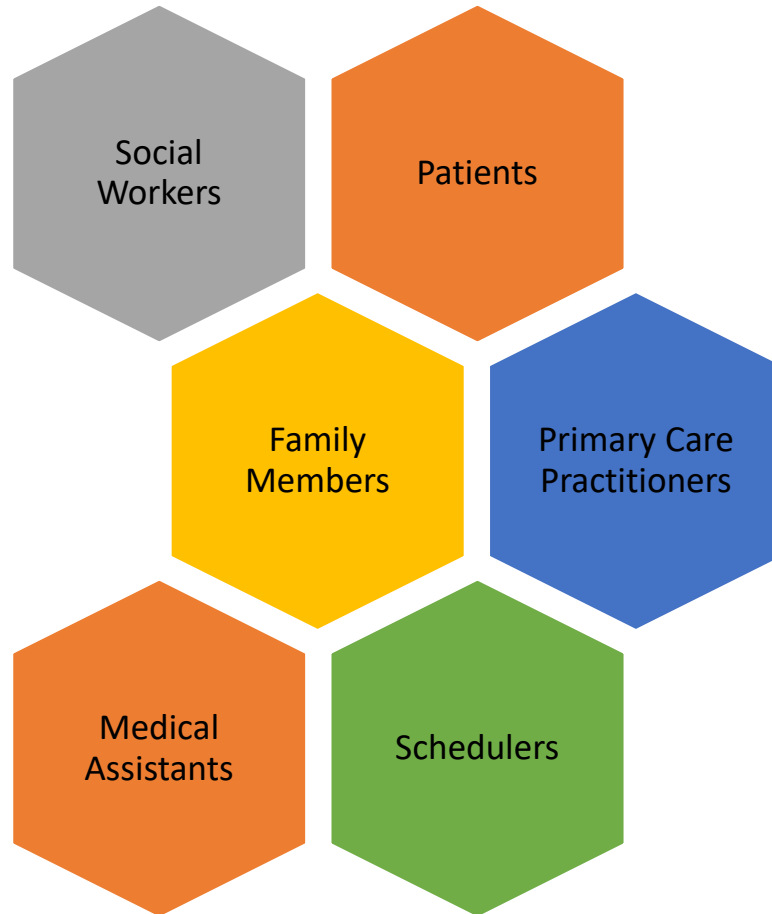 Social
Workers
Patients
Family
Members
Primary Care
Practitioners
Medical
Assistants
Schedulers